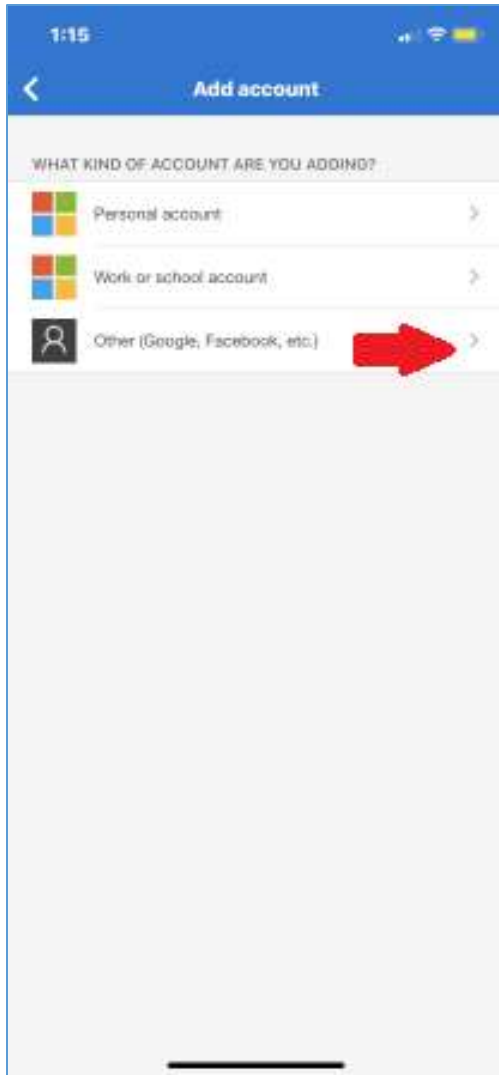 1:15
Add account
WHAT KIND OF ACCOUNT ARE YOU ADDING?
Personal account
Work or school account
Other (Google, Facebook, etc.)